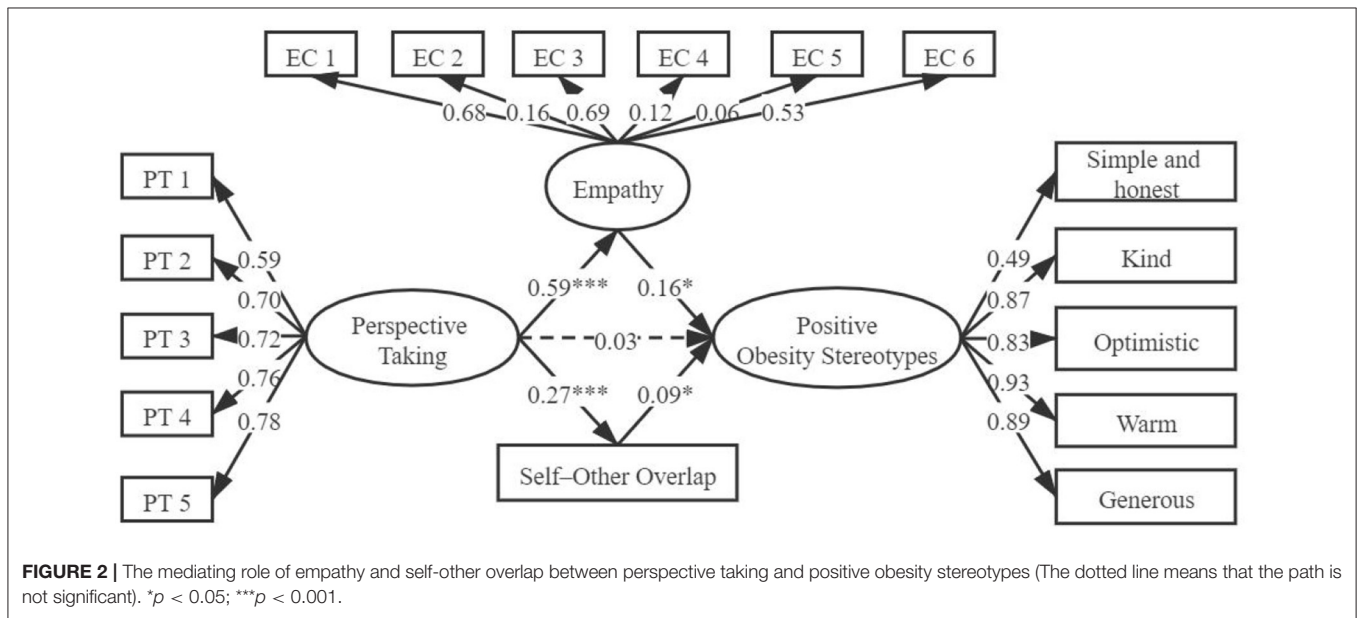 EC 1 EC 2 EC 3 EC 4 EC 5 EC 6
0.68 0.16 0.69 0.12 0.06 0.53
Empathy
PT 1
PT 2
PT 3
PT 4
PT 5
0.59
0.70
0.72
0.76
0.78
Perspective
Taking
0.59*** 0.16*
0.03
0.27*** 0.09*
Self–Other Overlap
Positive
Obesity Stereotypes
0.49
0.87
0.83
0.93
0.89
Simple and
honest
Kind
Optimistic
Warm
Generous
FIGURE 2 | The mediating role of empathy and self-other overlap between perspective taking and positive obesity stereotypes (The dotted line means that the path is
not significant). *p < 0.05; ***p < 0.001.